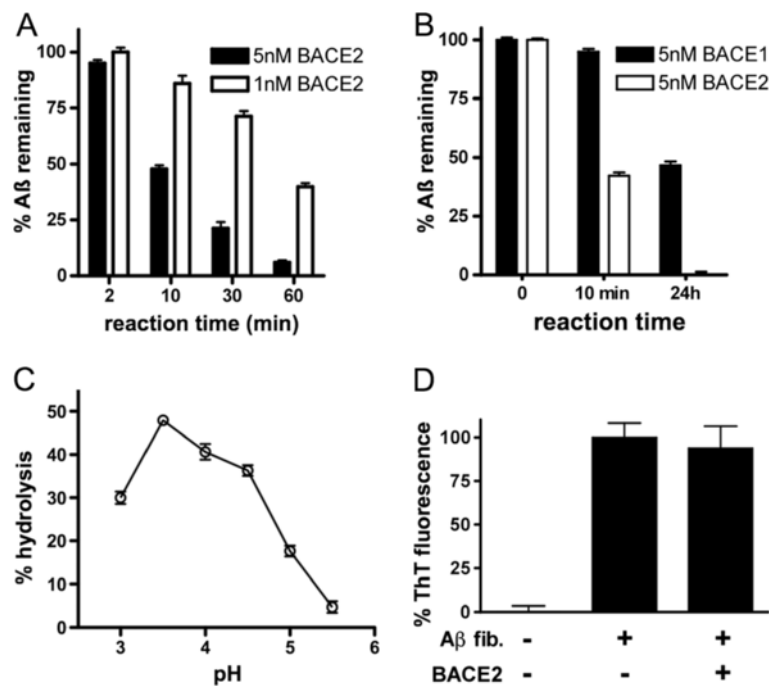 A
5nM BACE2
1nM BACE2
% Aß remaining
100
75
50
25
0
2 10 30 60
reaction time (min)
B
5nM BACE1
5nM BACE2
% Aß remaining
100
75
50
25
0
0 10 min 24h
reaction time
C
% hydrolysis
50
40
30
20
10
0
3 4 5 6
pH
D
% ThT fluorescence
100
75
50
25
0
Aβ fib. - + +
BACE2 - - +